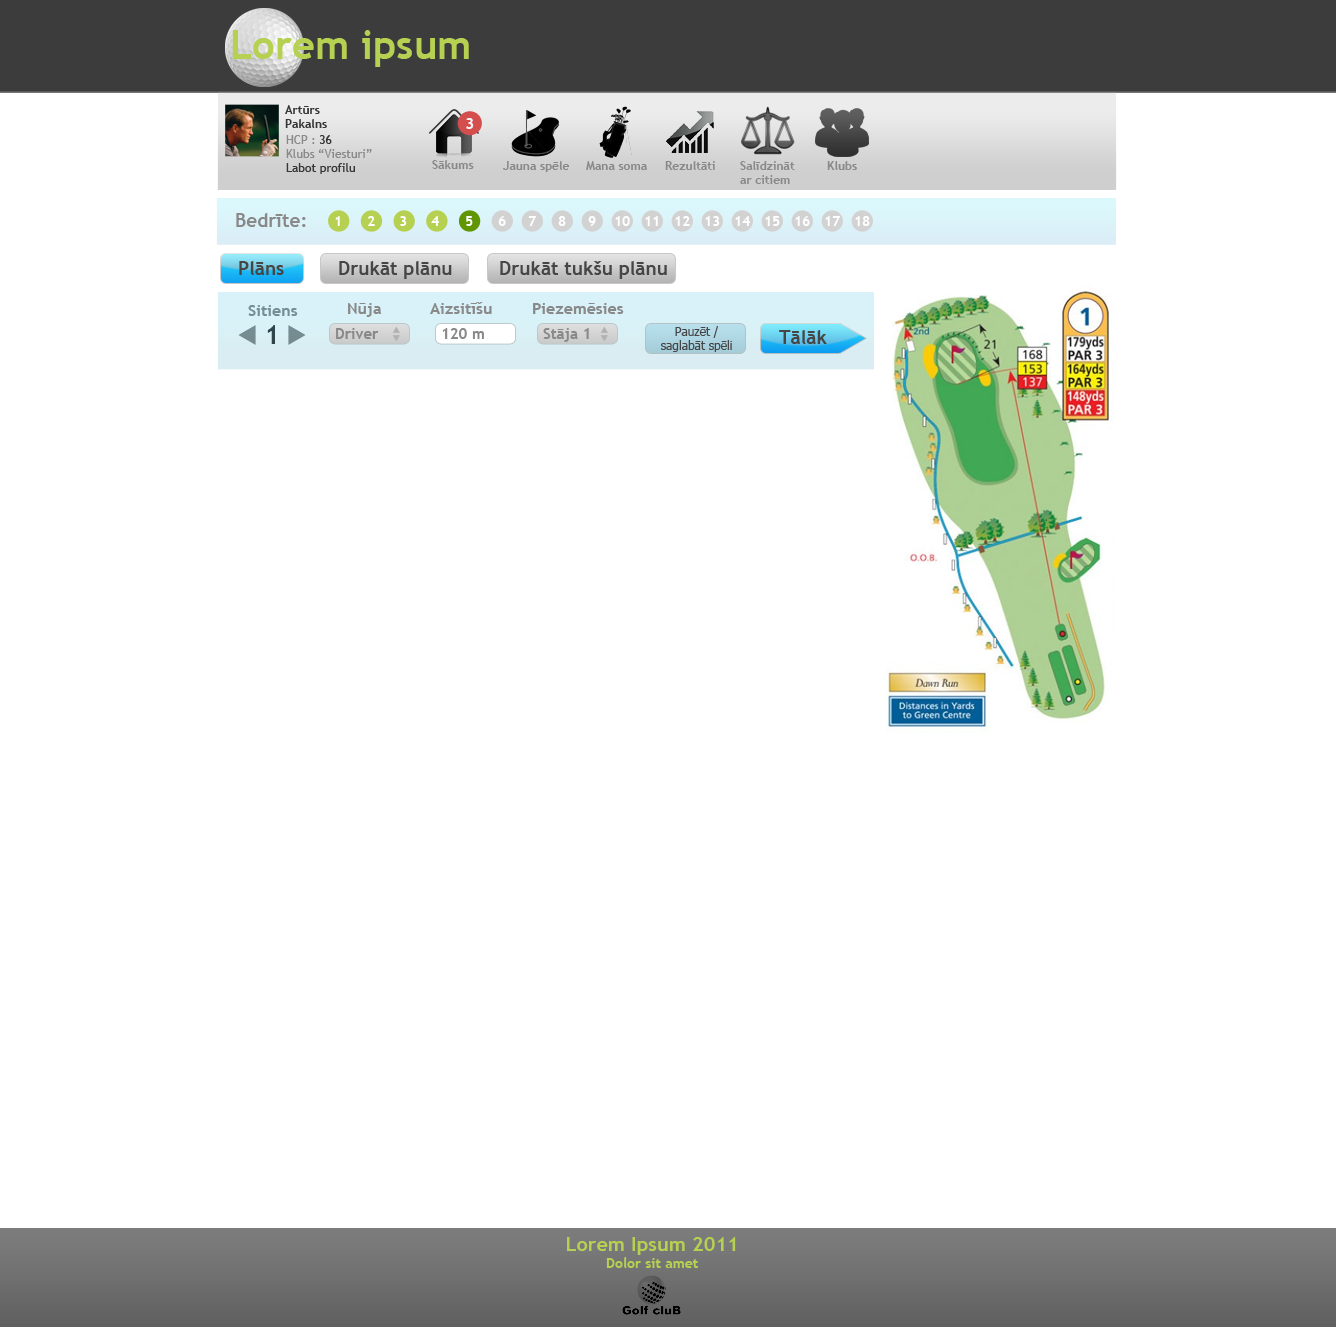 Lorem ipsum
Artūrs
Pakalns
HCP : 36
Klubs “Viesturi”
Labot profilu
3
Sākums
Jauna spēle
Mana soma
Rezultāti
Salīdzināt
ar citiem
Klubs
Bedrīte: 1 2 3 4 5 6 7 8 9 10 11 12 13 14 15 16 17 18
Plāns
Drukāt plānu
Drukāt tukšu plānu
Sitiens
1
Nūja
Driver
Aizsitīšu
120 m
Piezemēsies
Stāja 1
Pauzēt /
saglabāt spēli
Tālāk
2nd
21
168
153
137
1
179yds
PAR 3
164yds
PAR 3
148yds
PAR 3
O.O.B.
Dawn Run
Distances in Yards
to Green Centre
Lorem Ipsum 2011
Dolor sit amet
Golf cluB